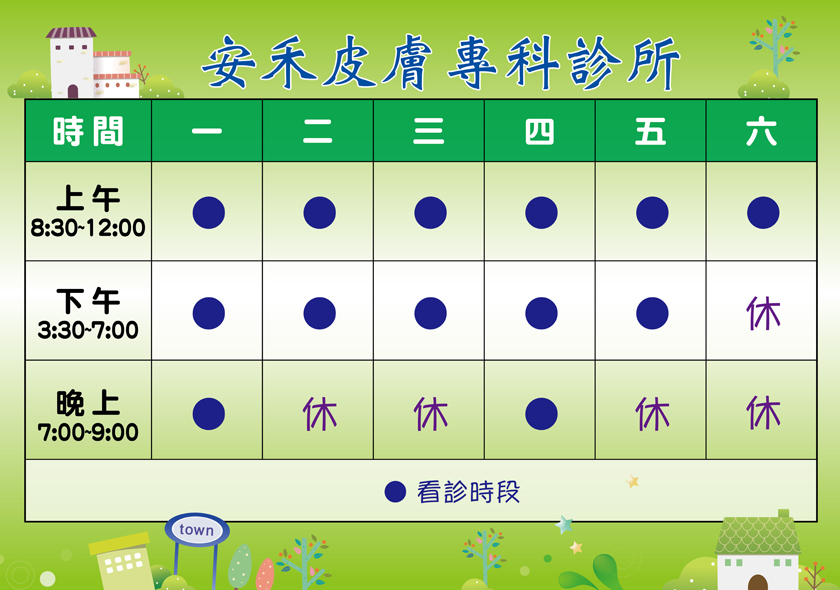 安禾皮膚專科診所
時間 一 二 三 四 五 六
上午 ● ● ● ● ● ●
8:30~12:00
下午 ● ● ● ● ● 休
3:30~7:00
晚上 ● 休 休 ● 休 休
7:00~9:00
● 看診時段
town